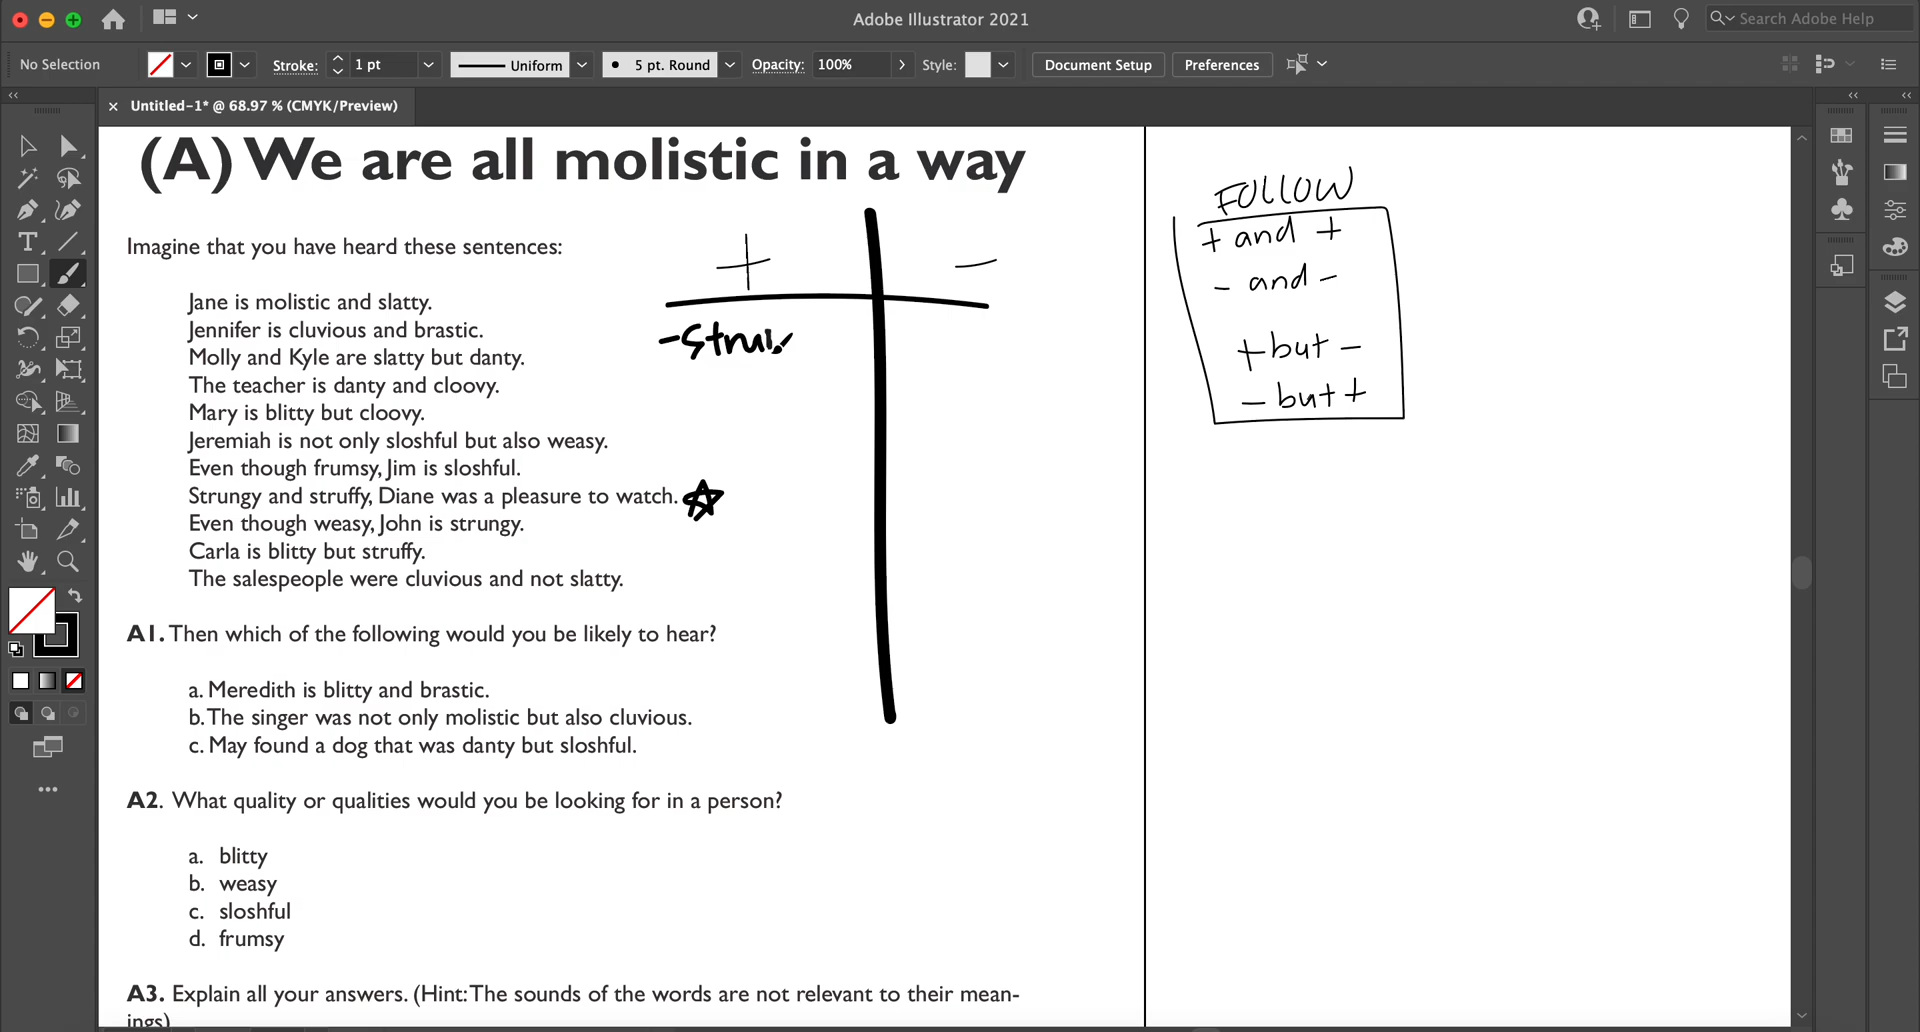 Adobe Illustrator 2021
Search Adobe Help
No Selection
Stroke:
1 pt
Uniform
5 pt. Round
Opacity:
100%
Style:
Document Setup
Preferences
Untitled-1* @ 68.97 % (CMYK/Preview)
(A) We are all molistic in a way
Imagine that you have heard these sentences:
Jane is molistic and slatty.
Jennifer is cluvious and brastic.
Molly and Kyle are slatty but danty.
The teacher is danty and cloovy.
Mary is blitty but cloovy.
Jeremiah is not only sloshful but also weasy.
Even though frumsy, Jim is sloshful.
Strungy and struffy, Diane was a pleasure to watch.
Even though weasy, John is strungy.
Carla is blitty but struffy.
The salespeople were cluvious and not slatty.
A1. Then which of the following would you be likely to hear?
a. Meredith is blitty and brastic.
b. The singer was not only molistic but also cluvious.
c. May found a dog that was danty but sloshful.
A2. What quality or qualities would you be looking for in a person?
a. blitty
b. weasy
c. sloshful
d. frumsy
A3. Explain all your answers. (Hint: The sounds of the words are not relevant to their mean-
ings)
+ -
FOLLOW
+ and +
- and -
+ but -
- but +